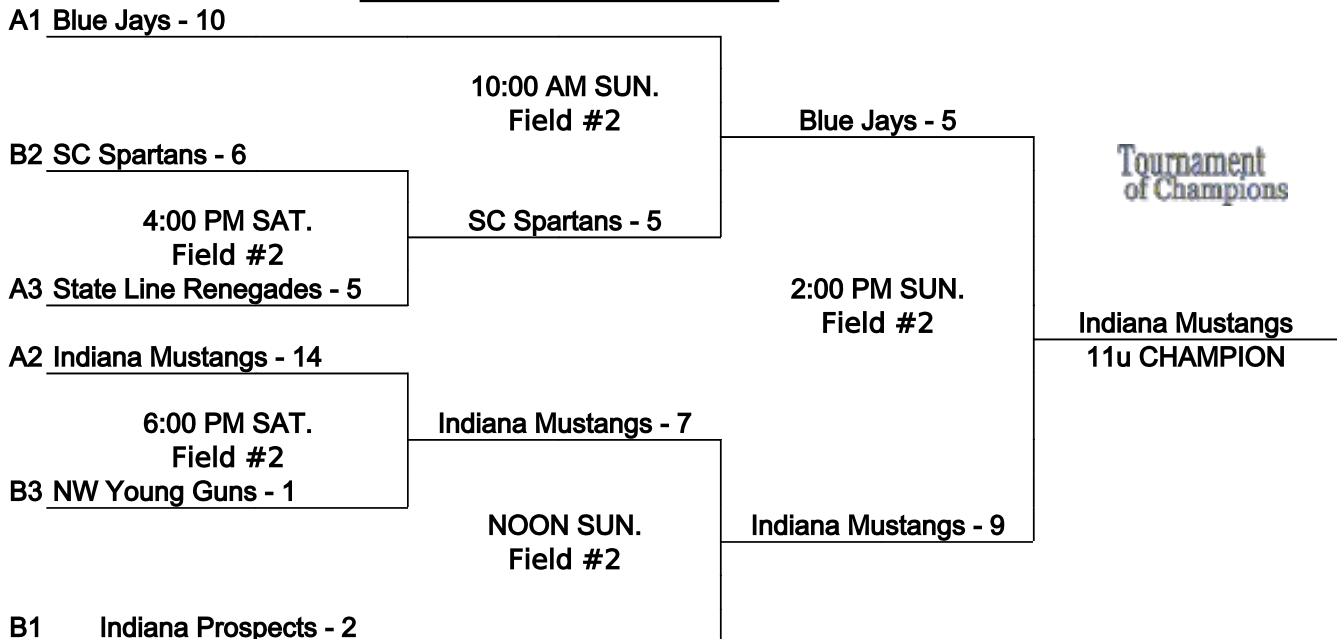 A1 Blue Jays - 10
10:00 AM SUN.
Field #2
Blue Jays - 5
B2 SC Spartans - 6
Tournament
of Champions
4:00 PM SAT.
Field #2
SC Spartans - 5
A3 State Line Renegades - 5
2:00 PM SUN.
Field #2
Indiana Mustangs
11u CHAMPION
A2 Indiana Mustangs - 14
6:00 PM SAT.
Field #2
Indiana Mustangs - 7
B3 NW Young Guns - 1
NOON SUN.
Field #2
Indiana Mustangs - 9
B1 Indiana Prospects - 2